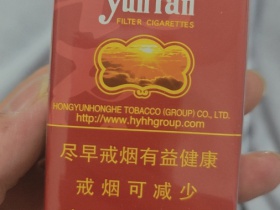 yunYan
FILTER CIGARETTES
HONGYUNHONGHE TOBACCO (GROUP) CO., LTD.
http://www.hyhhgroup.com
尽早戒烟有益健康
戒烟可减少